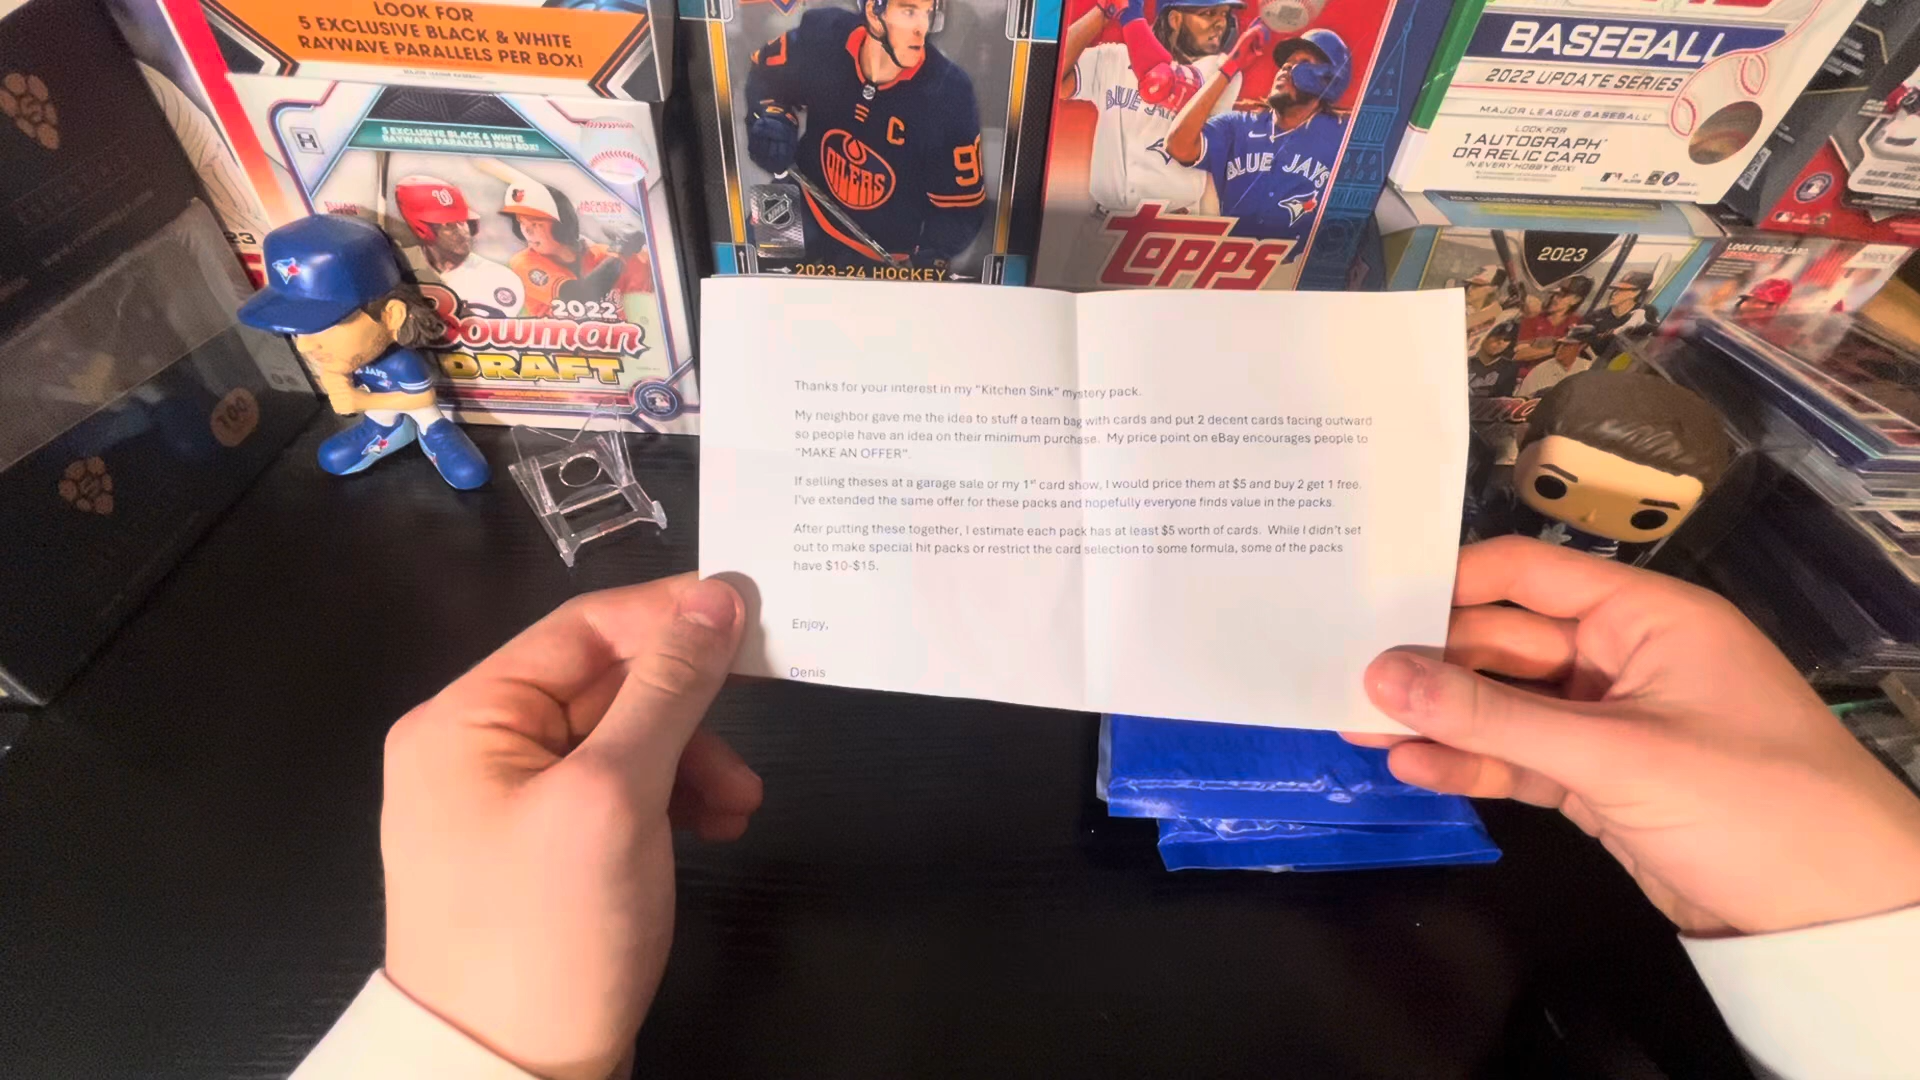 LOOK FOR
5 EXCLUSIVE BLACK & WHITE
RAYWAVE PARALLELS PER BOX!
5 EXCLUSIVE BLACK & WHITE
RAYWAVE PARALLELS PER BOX!
JACKSON
HOLLIDAY
2022
Bowman
DRAFT
100
C
OILERS
2023-24 HOCKEY
BLUE JAYS
TOPPS
BASEBALL
2022 UPDATE SERIES
MAJOR LEAGUE BASEBALL
LOOK FOR
1 AUTOGRAPH
OR RELIC CARD
IN EVERY HOBBY BOX!
2023
Thanks for your interest in my "Kitchen Sink" mystery pack.
My neighbor gave me the idea to stuff a team bag with cards and put 2 decent cards facing outward
so people have an idea on their minimum purchase. My price point on eBay encourages people to
"MAKE AN OFFER".
If selling theses at a garage sale or my 1st card show, I would price them at $5 and buy 2 get 1 free.
I've extended the same offer for these packs and hopefully everyone finds value in the packs.
After putting these together, I estimate each pack has at least $5 worth of cards. While I didn't set
out to make special hit packs or restrict the card selection to some formula, some of the packs
have $10-$15.
Enjoy,
Denis